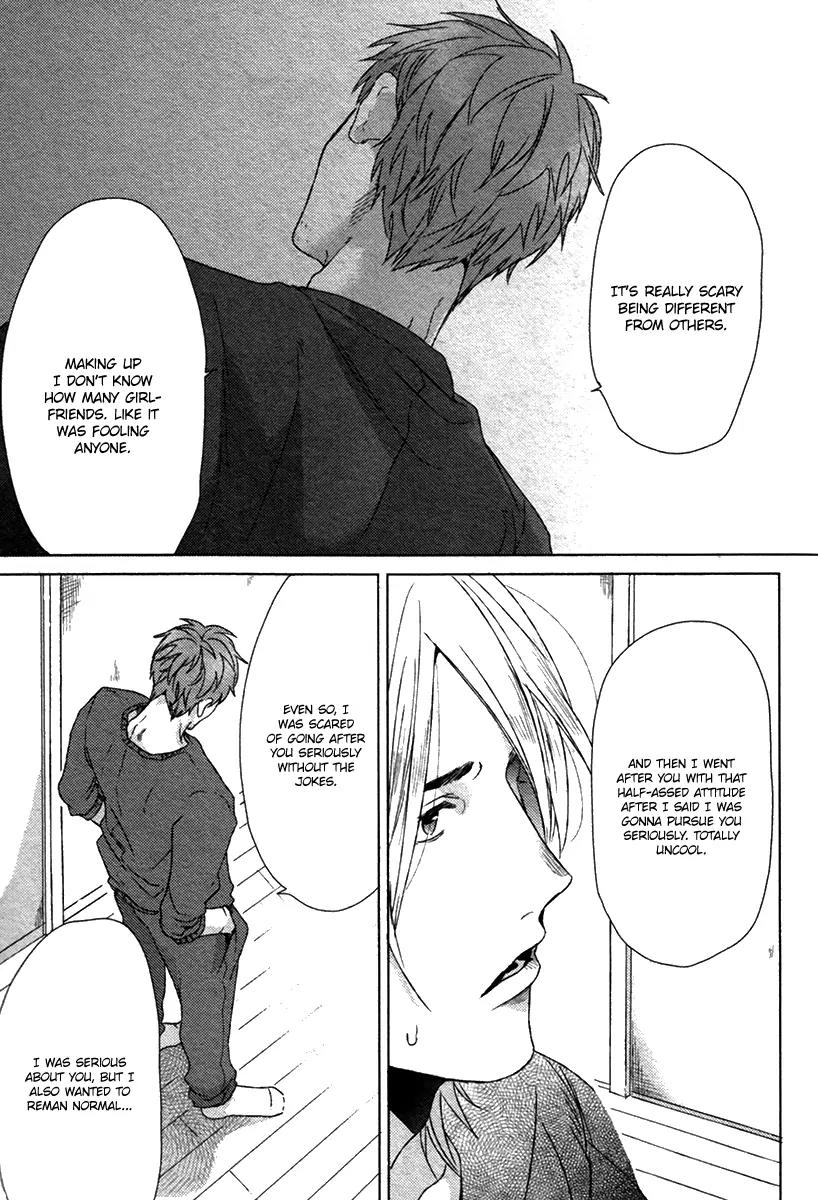 IT'S REALLY SCARY
BEING DIFFERENT
FROM OTHERS.
MAKING UP
I DON'T KNOW
HOW MANY GIRL-
FRIENDS. LIKE IT
WAS FOOLING
ANYONE.
AND THEN I WENT
AFTER YOU WITH THAT
HALF-ASSED ATTITUDE
AFTER I SAID I WAS
GONNA PURSUE YOU
SERIOUSLY. TOTALLY
UNCOOL.
EVEN SO, I
WAS SCARED
OF GOING AFTER
YOU SERIOUSLY
WITHOUT THE
JOKES.
I WAS SERIOUS
ABOUT YOU, BUT I
ALSO WANTED TO
REMAN NORMAL...